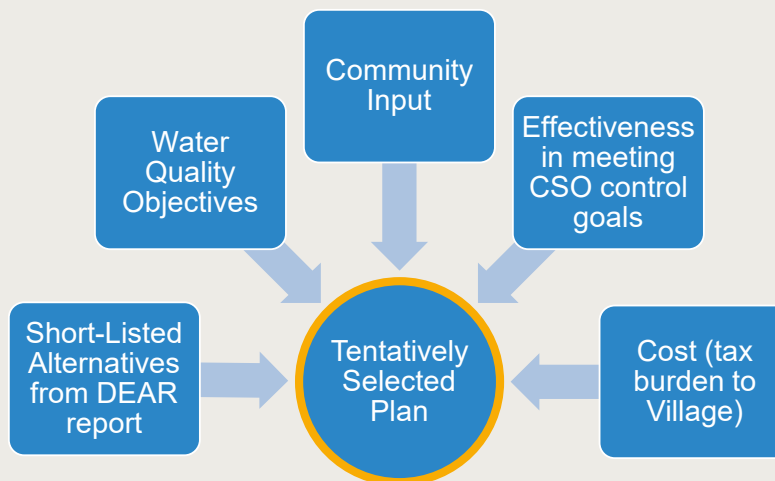 Community
Input
Water
Quality
Objectives
Effectiveness
in meeting
CSO control
goals
Short-Listed
Alternatives
from DEAR
report
Tentatively
Selected
Plan
Cost (tax
burden to
Village)